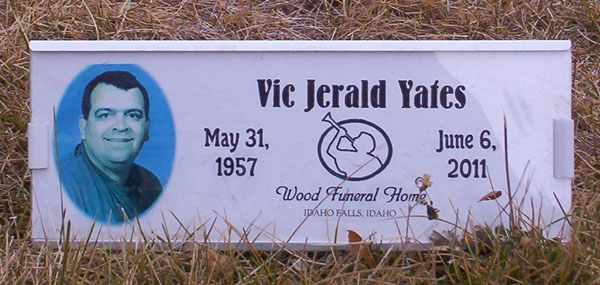 Vic Jerald Yates
May 31,
1957
June 6,
2011
Wood Funeral Home
IDAHO FALLS, IDAHO